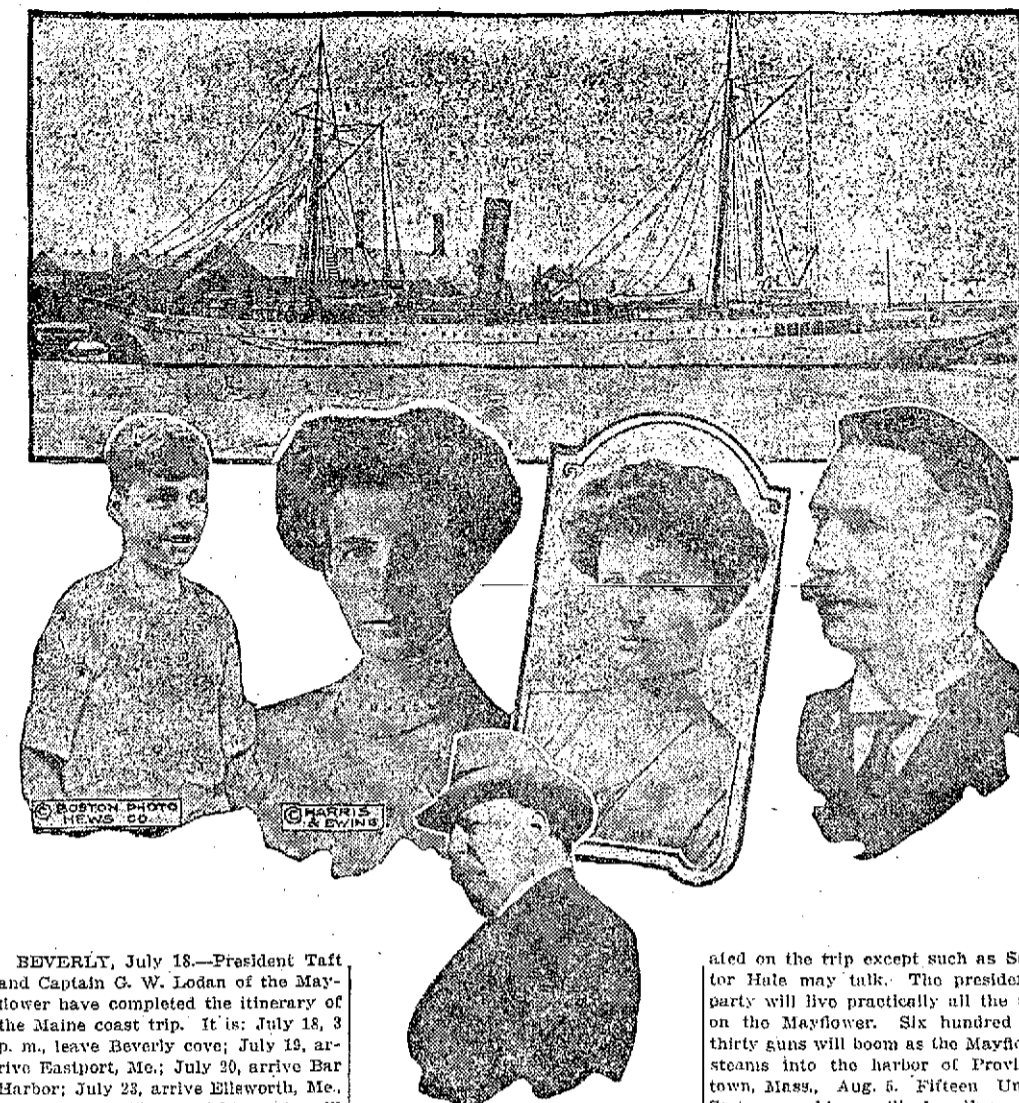 © BOSTON PHOTO
NEWS CO.
© HARRIS
& EWING
BEVERLY, July 18.—President Taft
and Captain G. W. Lodan of the May-
flower have completed the itinerary of
the Maine coast trip. It is: July 18, 3
p. m., leave Beverly cove; July 19, ar-
rive Eastport, Me.; July 20, arrive Bar
Harbor; July 23, arrive Ellsworth, Me.,
ated on the trip except such as
tor Hale may talk. The
party will live practically all the
on the Mayflower. Six hundred
thirty guns will boom as the
steams into the harbor of
town, Mass., Aug. 5. Fifteen